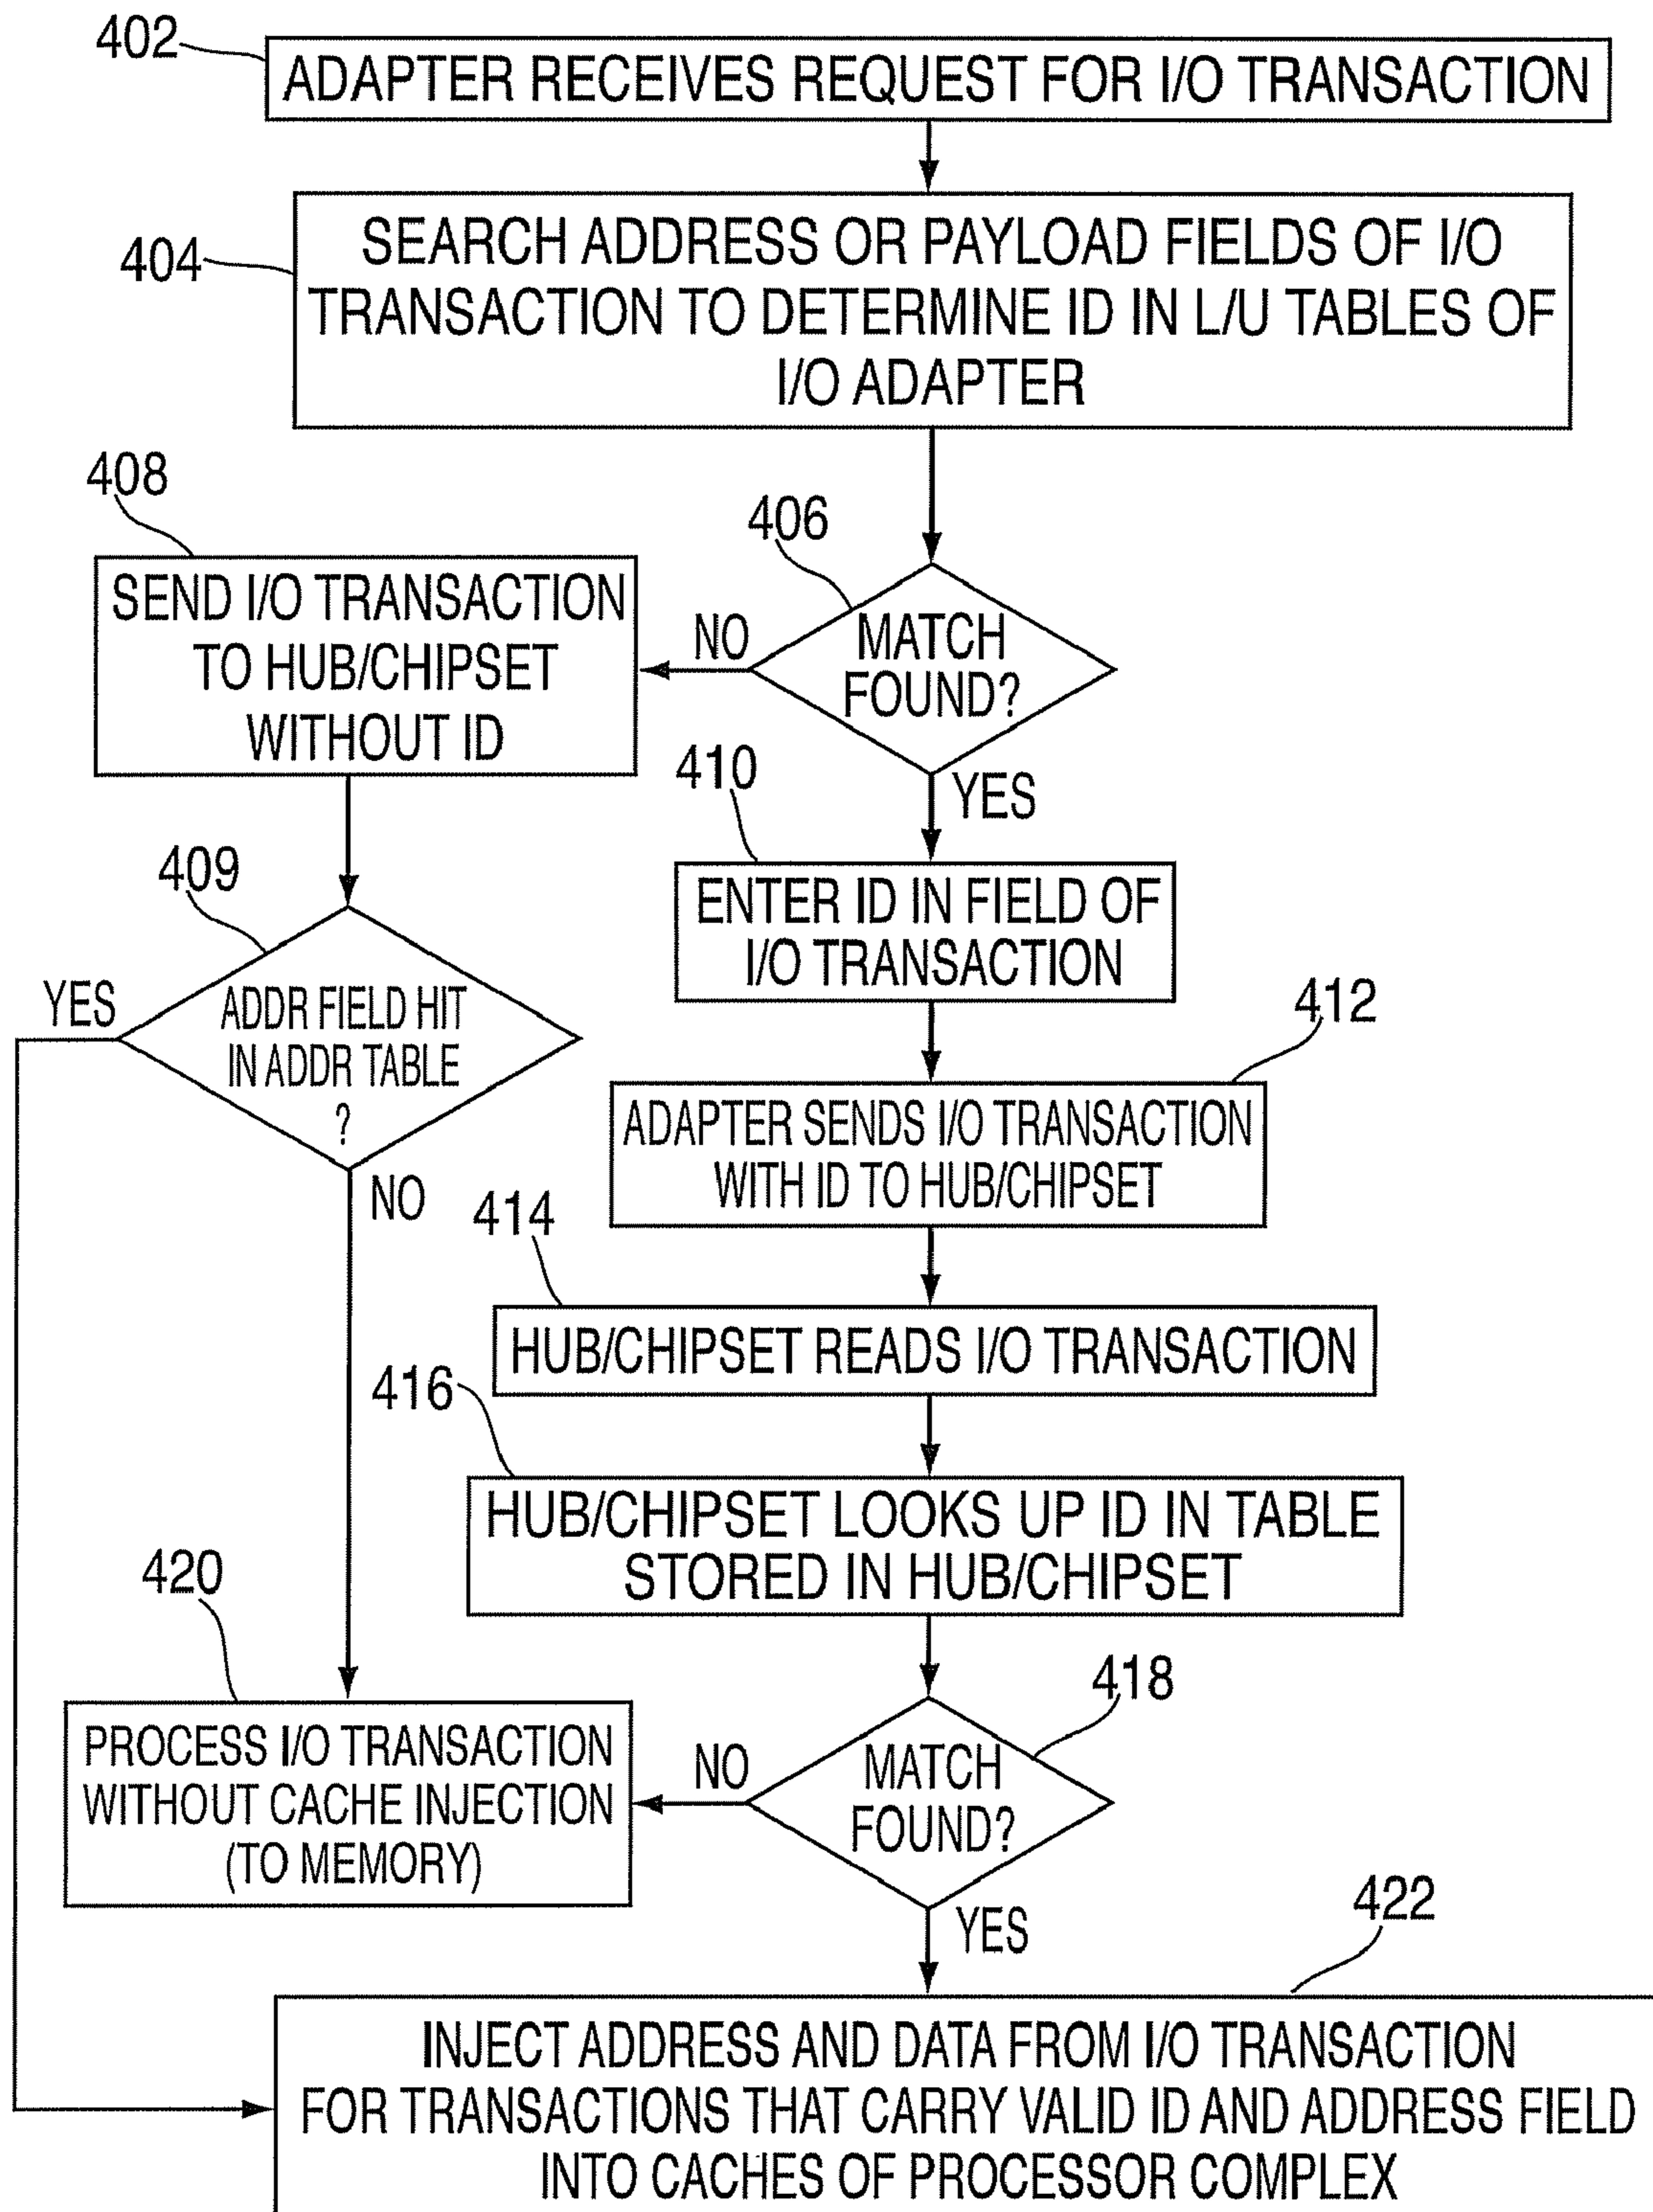 402
ADAPTER RECEIVES REQUEST FOR I/O TRANSACTION
404
SEARCH ADDRESS OR PAYLOAD FIELDS OF I/O
TRANSACTION TO DETERMINE ID IN L/U TABLES OF
I/O ADAPTER
408
SEND I/O TRANSACTION
TO HUB/CHIPSET
WITHOUT ID
406
NO
MATCH
FOUND?
YES
410
ENTER ID IN FIELD OF
I/O TRANSACTION
409
YES
ADDR FIELD HIT
IN ADDR TABLE
?
NO
412
ADAPTER SENDS I/O TRANSACTION
WITH ID TO HUB/CHIPSET
414
HUB/CHIPSET READS I/O TRANSACTION
416
HUB/CHIPSET LOOKS UP ID IN TABLE
STORED IN HUB/CHIPSET
420
PROCESS I/O TRANSACTION
WITHOUT CACHE INJECTION
(TO MEMORY)
418
NO
MATCH
FOUND?
YES
422
INJECT ADDRESS AND DATA FROM I/O TRANSACTION
FOR TRANSACTIONS THAT CARRY VALID ID AND ADDRESS FIELD
INTO CACHES OF PROCESSOR COMPLEX